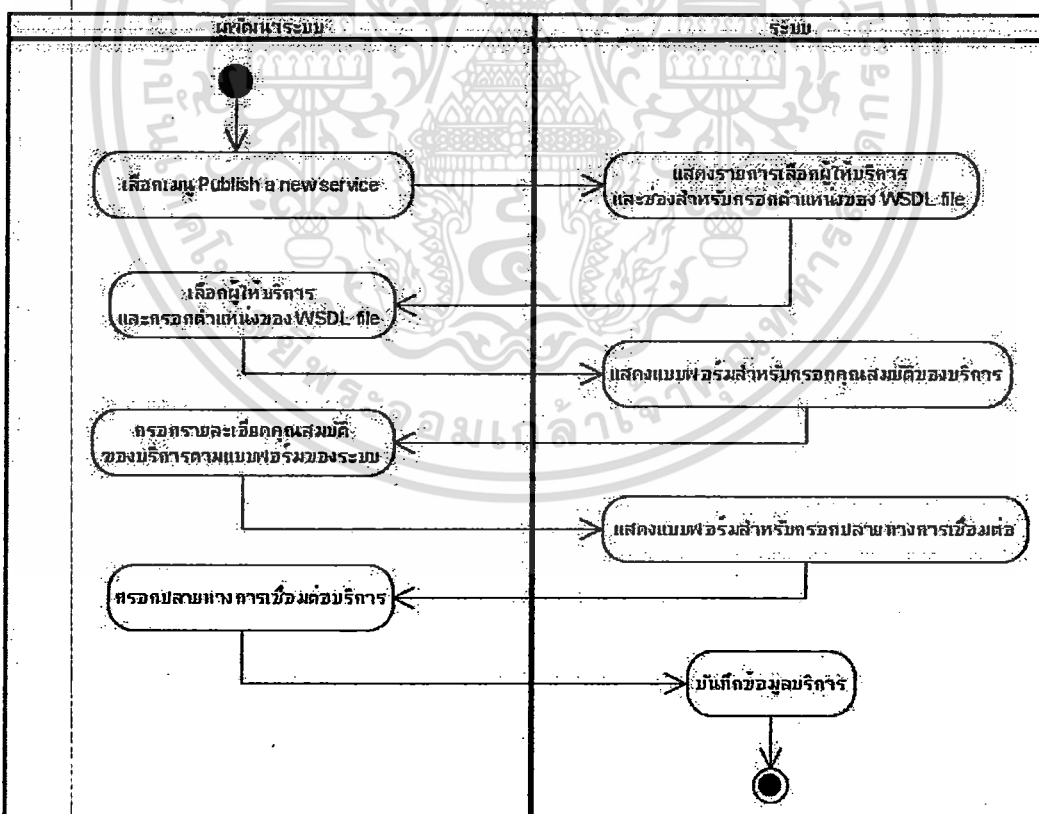 ผู้พัฒนาระบบ
ระบบ
เลือกเมนู Publish a new service
แสดงรายการเลือกผู้ให้บริการ
และช่องสำหรับกรอกตำแหน่งของ WSDL file
เลือกผู้ให้บริการ
และกรอกตำแหน่งของ WSDL file
แสดงแบบฟอร์มสำหรับกรอกคุณสมบัติของบริการ
กรอกรายละเอียดคุณสมบัติ
ของบริการตามแบบฟอร์มของระบบ
แสดงแบบฟอร์มสำหรับกรอกปลายทางการเชื่อมต่อ
กรอกปลายทางการเชื่อมต่อบริการ
บันทึกข้อมูลบริการ